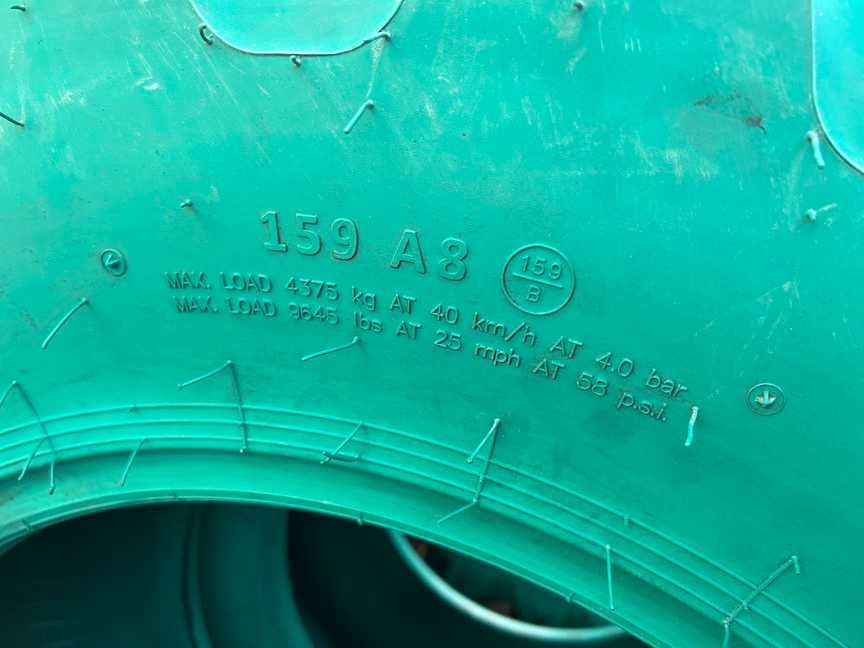 159 A8
159
B
MAX. LOAD 4375 kg AT 40 km/h AT 4.0 bar.
MAX. LOAD 9645 lbs AT 25 mph AT 58 p.s.i.